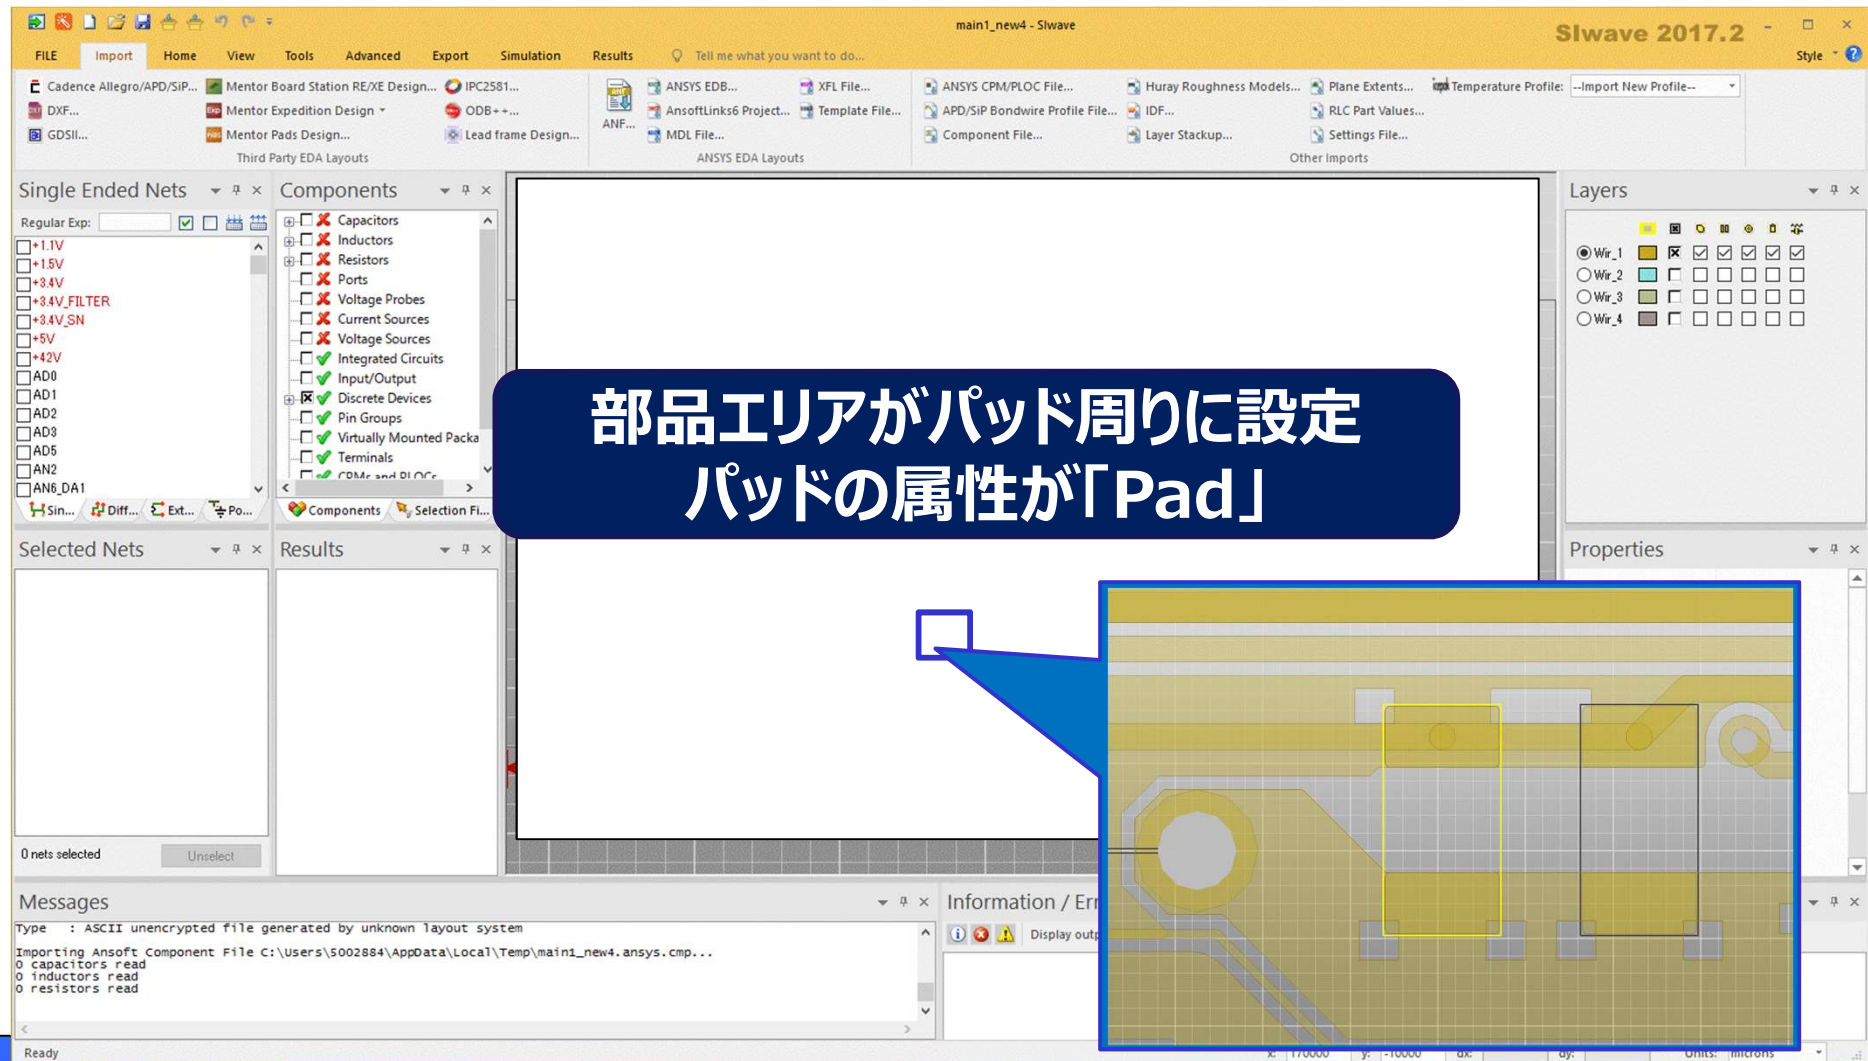 main1_new4 - SIwave
SIwave 2017.2
FILE Import Home View Tools Advanced Export Simulation Results Tell me what you want to do... Style
Cadence Allegro/APD/SiP... Mentor Board Station RE/XE Design... IPC2581...
DXF... Mentor Expedition Design ODB++...
GDSII... Mentor Pads Design... Lead frame Design...
Third Party EDA Layouts
ANF...
ANSYS EDB... XFL File...
AnsoftLinks6 Project... Template File...
MDL File...
ANSYS EDA Layouts
ANSYS CPM/PLOC File... Huray Roughness Models... Plane Extents... Temperature Profile: --Import New Profile--
APD/SiP Bondwire Profile File... IDF... RLC Part Values...
Component File... Layer Stackup... Settings File...
Other Imports
Single Ended Nets
Regular Exp:
+1.1V
+1.5V
+3.4V
+3.4V_FILTER
+3.4V_SN
+5V
+42V
AD0
AD1
AD2
AD3
AD5
AN2
AN6_DA1
Sin... Diff... Ext... Po...
Components
Capacitors
Inductors
Resistors
Ports
Voltage Probes
Current Sources
Voltage Sources
Integrated Circuits
Input/Output
Discrete Devices
Pin Groups
Virtually Mounted Packa
Terminals
CPMs and PLOCs
Components Selection Fi...
部品エリアがパッド周りに設定
パッドの属性が「Pad」
Layers
Wir_1
Wir_2
Wir_3
Wir_4
Selected Nets
0 nets selected Unselect
Results
Properties
Messages
Type : ASCII unencrypted file generated by unknown layout system
Importing Ansoft Component File C:\Users\5002884\AppData\Local\Temp\main1_new4.ansys.cmp...
0 capacitors read
0 inductors read
0 resistors read
Information / Err
Display outp
Ready
x: 170000 y: -10000 dx: dy: Units: microns